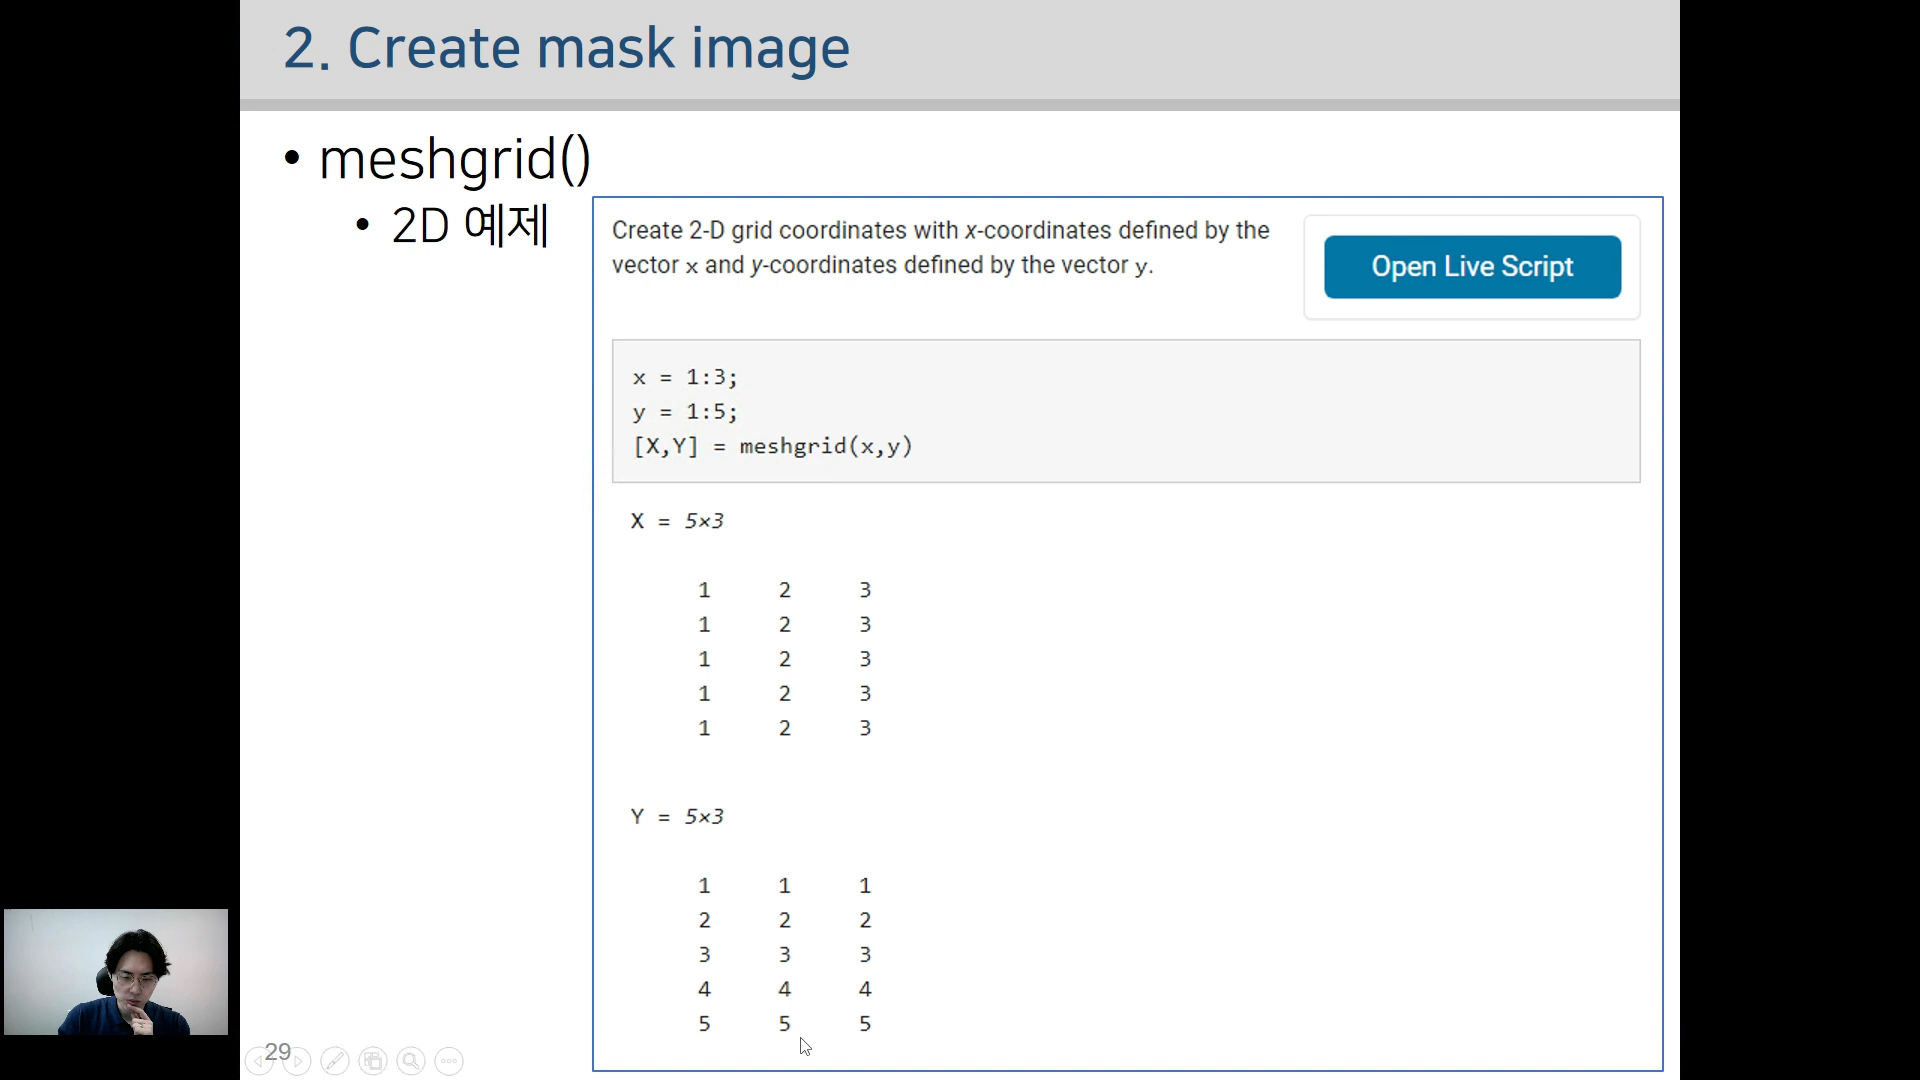 2. Create mask image
• meshgrid()
• 2D 예제
Create 2-D grid coordinates with x-coordinates defined by the
vector x and y-coordinates defined by the vector y.
Open Live Script
x = 1:3;
y = 1:5;
[X,Y] = meshgrid(x,y)
X = 5×3
1 2 3
1 2 3
1 2 3
1 2 3
1 2 3
Y = 5×3
1 1 1
2 2 2
3 3 3
4 4 4
5 5 5
29